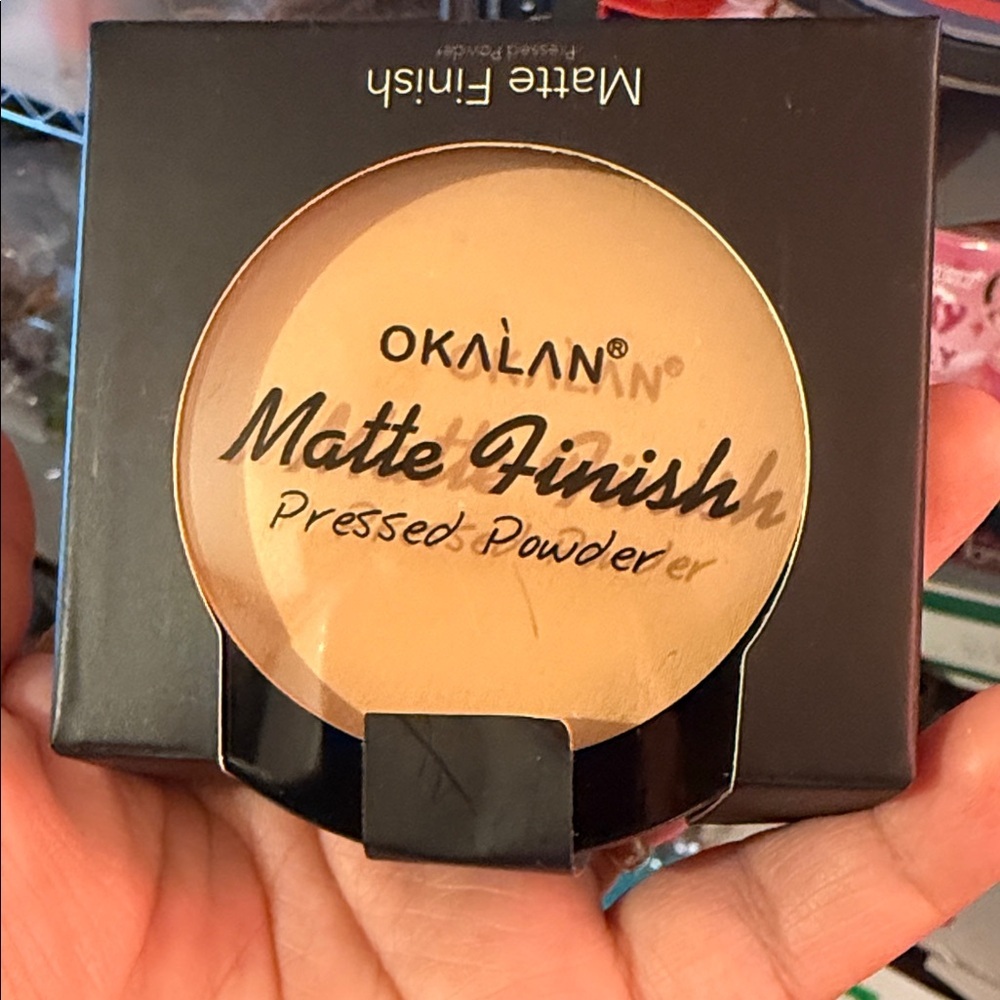 Pressed Powder
Matte Finish
OKALAN®
Matte Finish
Pressed Powder